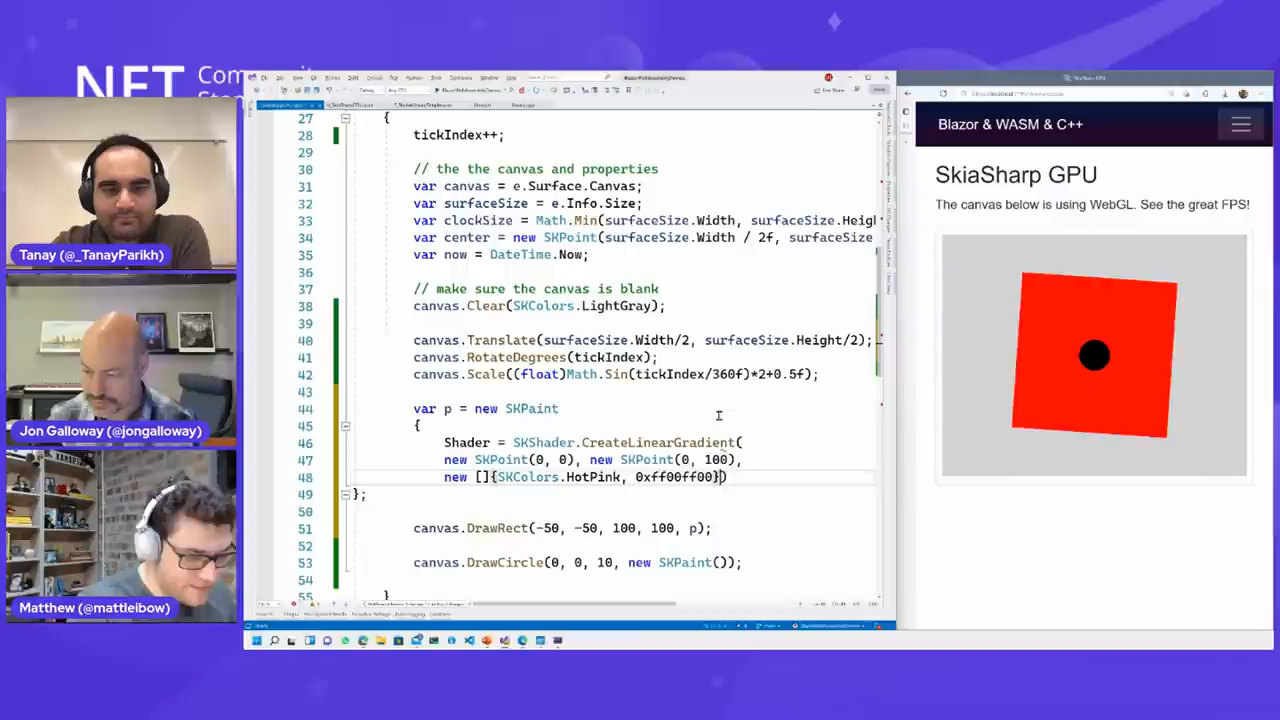 .NET
Tanay (@_TanayParikh)
Jon Galloway (@jongalloway)
Matthew (@mattleibow)
27 {
28 tickIndex++;
29
30 // the the canvas and properties
31 var canvas = e.Surface.Canvas;
32 var surfaceSize = e.Info.Size;
33 var clockSize = Math.Min(surfaceSize.Width, surfaceSize.Heigh
34 var center = new SKPoint(surfaceSize.Width / 2f, surfaceSize
35 var now = DateTime.Now;
36
37 // make sure the canvas is blank
38 canvas.Clear(SKColors.LightGray);
39
40 canvas.Translate(surfaceSize.Width/2, surfaceSize.Height/2);
41 canvas.RotateDegrees(tickIndex);
42 canvas.Scale((float)Math.Sin(tickIndex/360f)*2+0.5f);
43
44 var p = new SKPaint
45 {
46 Shader = SKShader.CreateLinearGradient(
47 new SKPoint(0, 0), new SKPoint(0, 100),
48 new []{SKColors.HotPink, 0xff00ff00})
49 };
50
51 canvas.DrawRect(-50, -50, 100, 100, p);
52
53 canvas.DrawCircle(0, 0, 10, new SKPaint());
54
55 }
Blazor & WASM & C++
SkiaSharp GPU
The canvas below is using WebGL. See the great FPS!